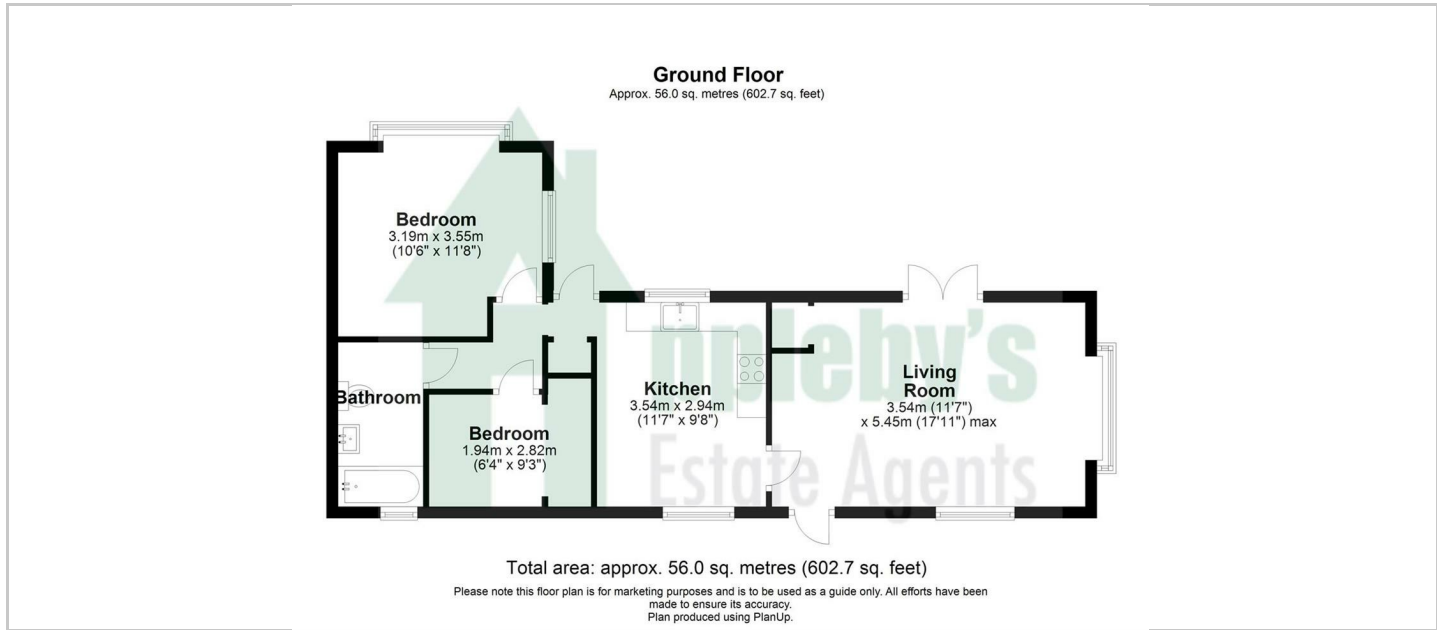 Ground Floor
Approx. 56.0 sq. metres (602.7 sq. feet)
Bedroom
3.19m x 3.55m
(10'6" x 11'8")
Bathroom
Bedroom
1.94m x 2.82m
(6'4" x 9'3")
Kitchen
3.54m x 2.94m
(11'7" x 9'8")
Living
Room
3.54m (11'7")
x 5.45m (17'11") max
ppleby's
Estate Agents
Total area: approx. 56.0 sq. metres (602.7 sq. feet)
Please note this floor plan is for marketing purposes and is to be used as a guide only. All efforts have been
made to ensure its accuracy.
Plan produced using PlanUp.